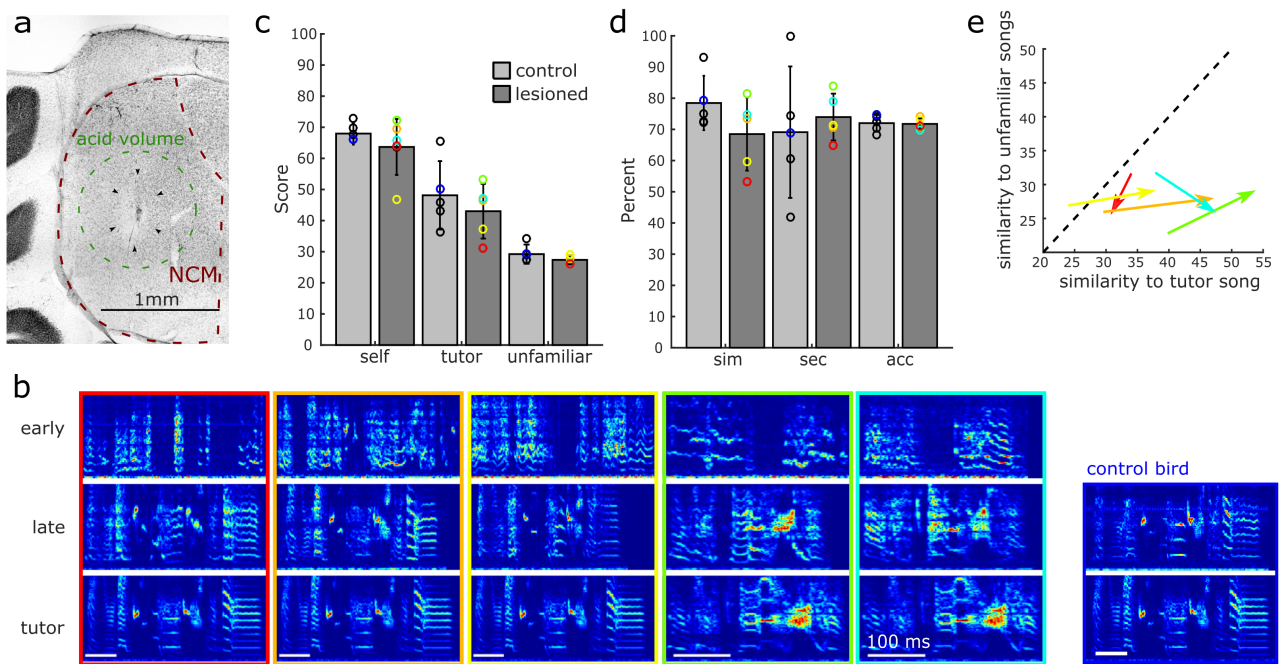 a
acid volume
NCM
1mm
c
Score
100
90
80
70
60
50
40
30
20
10
0
control
lesioned
self tutor unfamiliar
d
Percent
100
90
80
70
60
50
40
30
20
10
0
sim sec acc
e
similarity to unfamiliar songs
50
45
40
35
30
25
20 25 30 35 40 45 50 55
similarity to tutor song
b
early
late
tutor
100 ms
control bird